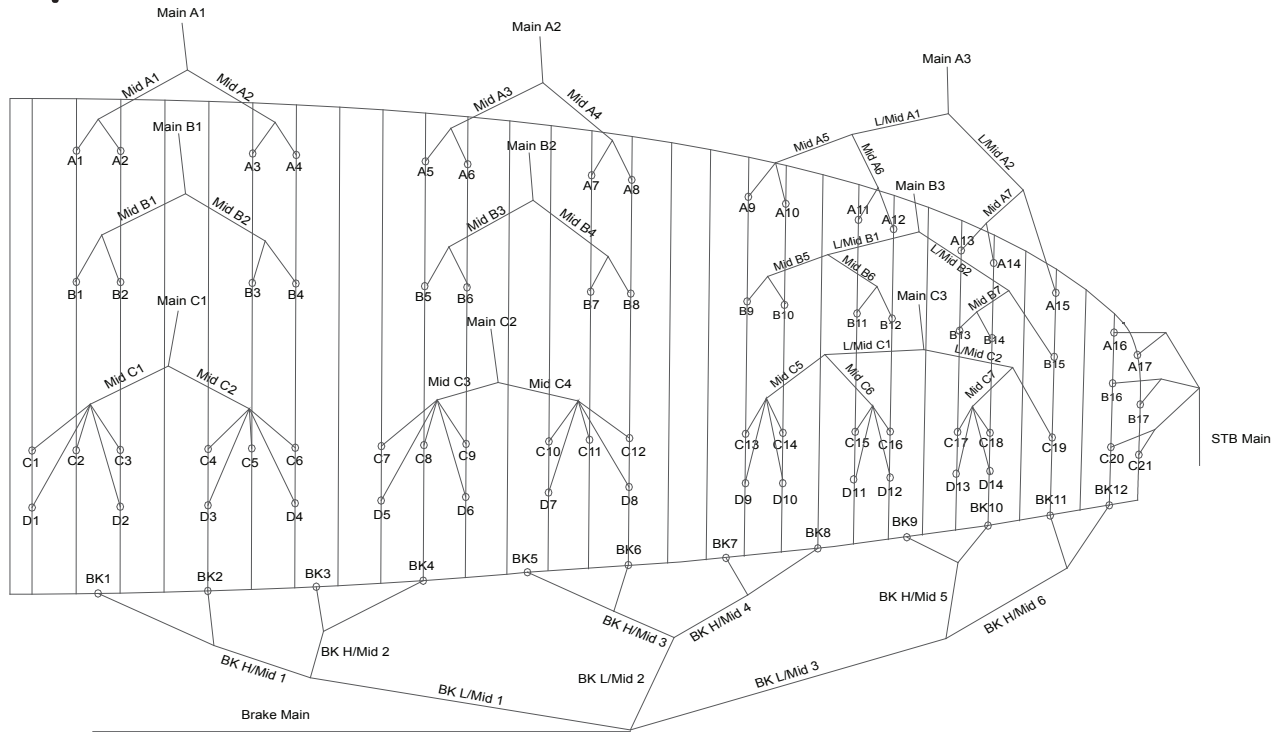 Main A1
Main A2
Main A3
Mid A1
Mid A2
Mid A3
Mid A4
L/Mid A1
L/Mid A2
Mid A5
Mid A6
Mid A7
Main B1
Main B2
Main B3
A1
A2
A3
A4
A5
A6
A7
A8
A9
A10
A11
A12
A13
A14
A15
A16
A17
Mid B1
Mid B2
Mid B3
Mid B4
L/Mid B1
L/Mid B2
Mid B5
Mid B6
Mid B7
B1
B2
B3
B4
B5
B6
B7
B8
B9
B10
B11
B12
B13
B14
B15
B16
B17
Main C1
Main C2
Main C3
Mid C1
Mid C2
Mid C3
Mid C4
L/Mid C1
L/Mid C2
Mid C5
Mid C6
Mid C7
STB Main
C1
C2
C3
C4
C5
C6
C7
C8
C9
C10
C11
C12
C13
C14
C15
C16
C17
C18
C19
C20
C21
D1
D2
D3
D4
D5
D6
D7
D8
D9
D10
D11
D12
D13
D14
BK1
BK2
BK3
BK4
BK5
BK6
BK7
BK8
BK9
BK10
BK11
BK12
BK H/Mid 1
BK H/Mid 2
BK H/Mid 3
BK H/Mid 4
BK H/Mid 5
BK H/Mid 6
BK L/Mid 1
BK L/Mid 2
BK L/Mid 3
Brake Main